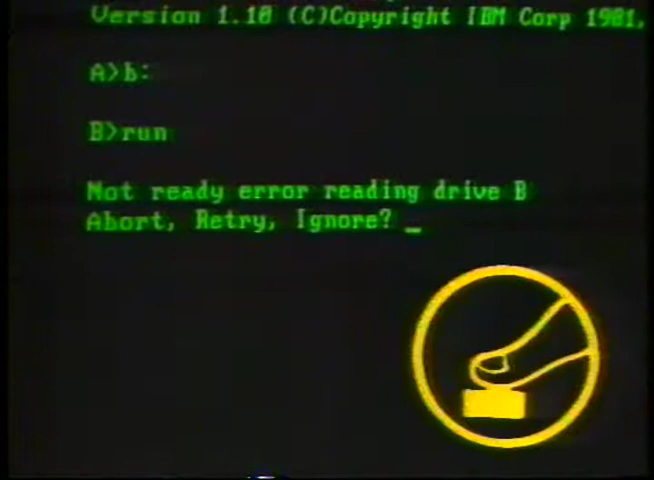 Version 1.10 (C)Copyright IBM Corp 1981,
A>b:
B>run
Not ready error reading drive B
Abort, Retry, Ignore? _